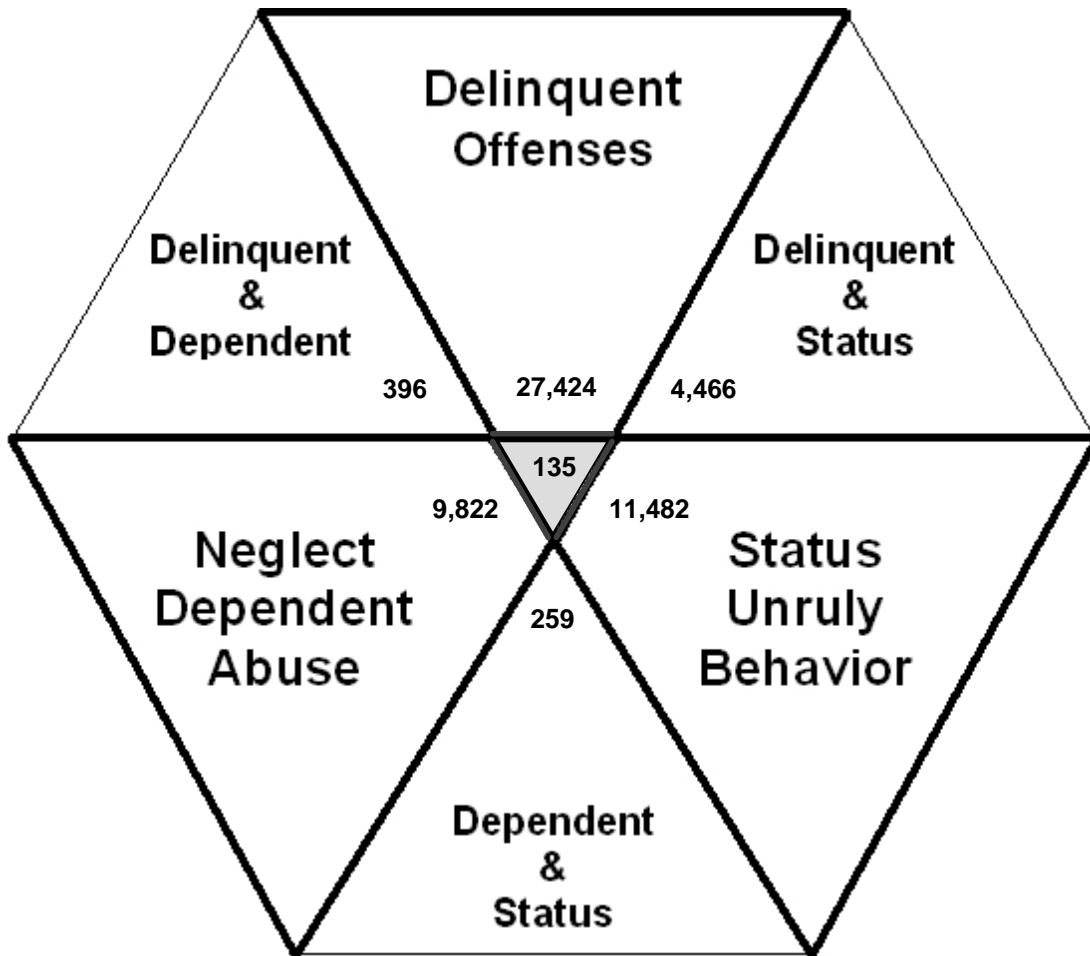 Delinquent
Offenses
Delinquent
&
Dependent
Delinquent
&
Status
396
27,424
4,466
135
9,822
11,482
Neglect
Dependent
Abuse
Status
Unruly
Behavior
259
Dependent
&
Status